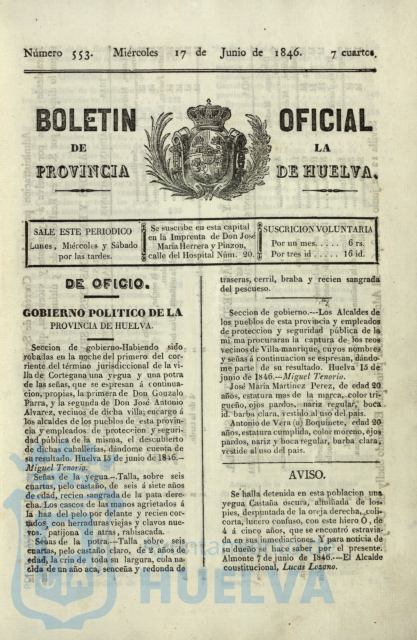 Número 553. Miércoles 17 de Junio de 1846. 7 cuartos.
BOLETIN OFICIAL
DE LA
PROVINCIA DE HUELVA.
SALE ESTE PERIODICO
Lunes, Miércoles y Sábado
por las tardes.
Se suscribe en esta capital
en la Imprenta de Don José
María Herrera y Pinzon,
calle del Hospital Núm. 20.
SUSCRICION VOLUNTARIA
Por un mes. . . . . 6 rs.
Por tres id . . . . . 16 id.
DE OFICIO.
GOBIERNO POLITICO DE LA
PROVINCIA DE HUELVA.
Seccion de gobierno-Habiendo sido
robadas en la noche del primero del cor-
riente del término jurisdiccional de la vi-
lla de Cortegana una yegua y una potra
de las señas, que se espresan á continua-
cion, propias, la primera de Don Gonzalo
Parra, y la segunda de Don José Antonio
Alvarez, vecinos de dicha villa; encargo á
los alcaldes de los pueblos de esta provin-
cia y empleados de proteccion y seguri-
dad pública de la misma, el descubierto
de dichas caballerías, dándome cuenta de
su resultado. Huelva 15 de junio de 1846.—
Miguel Tenorio.
Señas de la yegua.—Talla, sobre seis
cuartas, pelo castaño, de seis á siete años
de edad, recien sangrada de la pata dere-
cha. Los cascos de las manos agrietados á
la haz del pelo por delante y recien cor-
tados, con herraduras viejas y clavos nue-
vos. patijona de atras, rabisacada.
Señas de la potra.—Talla sobre seis
cuartas, pelo castaño claro, de 2 años de
edad, la crin de toda su largura, cola na-
cida de un año acá, enceña y redonda de
traseras, cerril, braba y recien sangrada
del pescueso.
Seccion de gobierno.—Los Alcaldes
de los pueblos de esta provincia y empleados
de proteccion y seguridad pública de la
misma procuraran la captura de los reos
vecinos de Villa-manrique, cuyos nombres
y señas á continuacion se espresan, dándo-
me parte de su resultado. Huelva 15 de
junio de 1846.—Miguel Tenorio.
José María Martinez Perez, de edad 20
años, estatura mas de la marca, color tri-
gueño, ojos pardos, nariz regular, boca
id. barba clara, vestido al uso del pais.
Antonio de Vera (a) Boquinete, edad 20
años, estatura cumplida, color moreno, ojos
pardos, nariz y boca regular, barba clara,
vestido al uso del pais.
AVISO.
Se halla detenida en esta poblacion una
yegua Castaña oscura, almilada de los
pies, despuntada de la oreja derecha, coli-
corta, tuerco confuso, con este hierro O, de
4 á cinco años, que se encontró estravia-
da en sus inmediaciones. Y para noticia de
su dueño se hace saber por el presente.
Almonte 7 de junio de 1846.—El Alcalde
constitucional, Lucas Lozano.
HUELVA